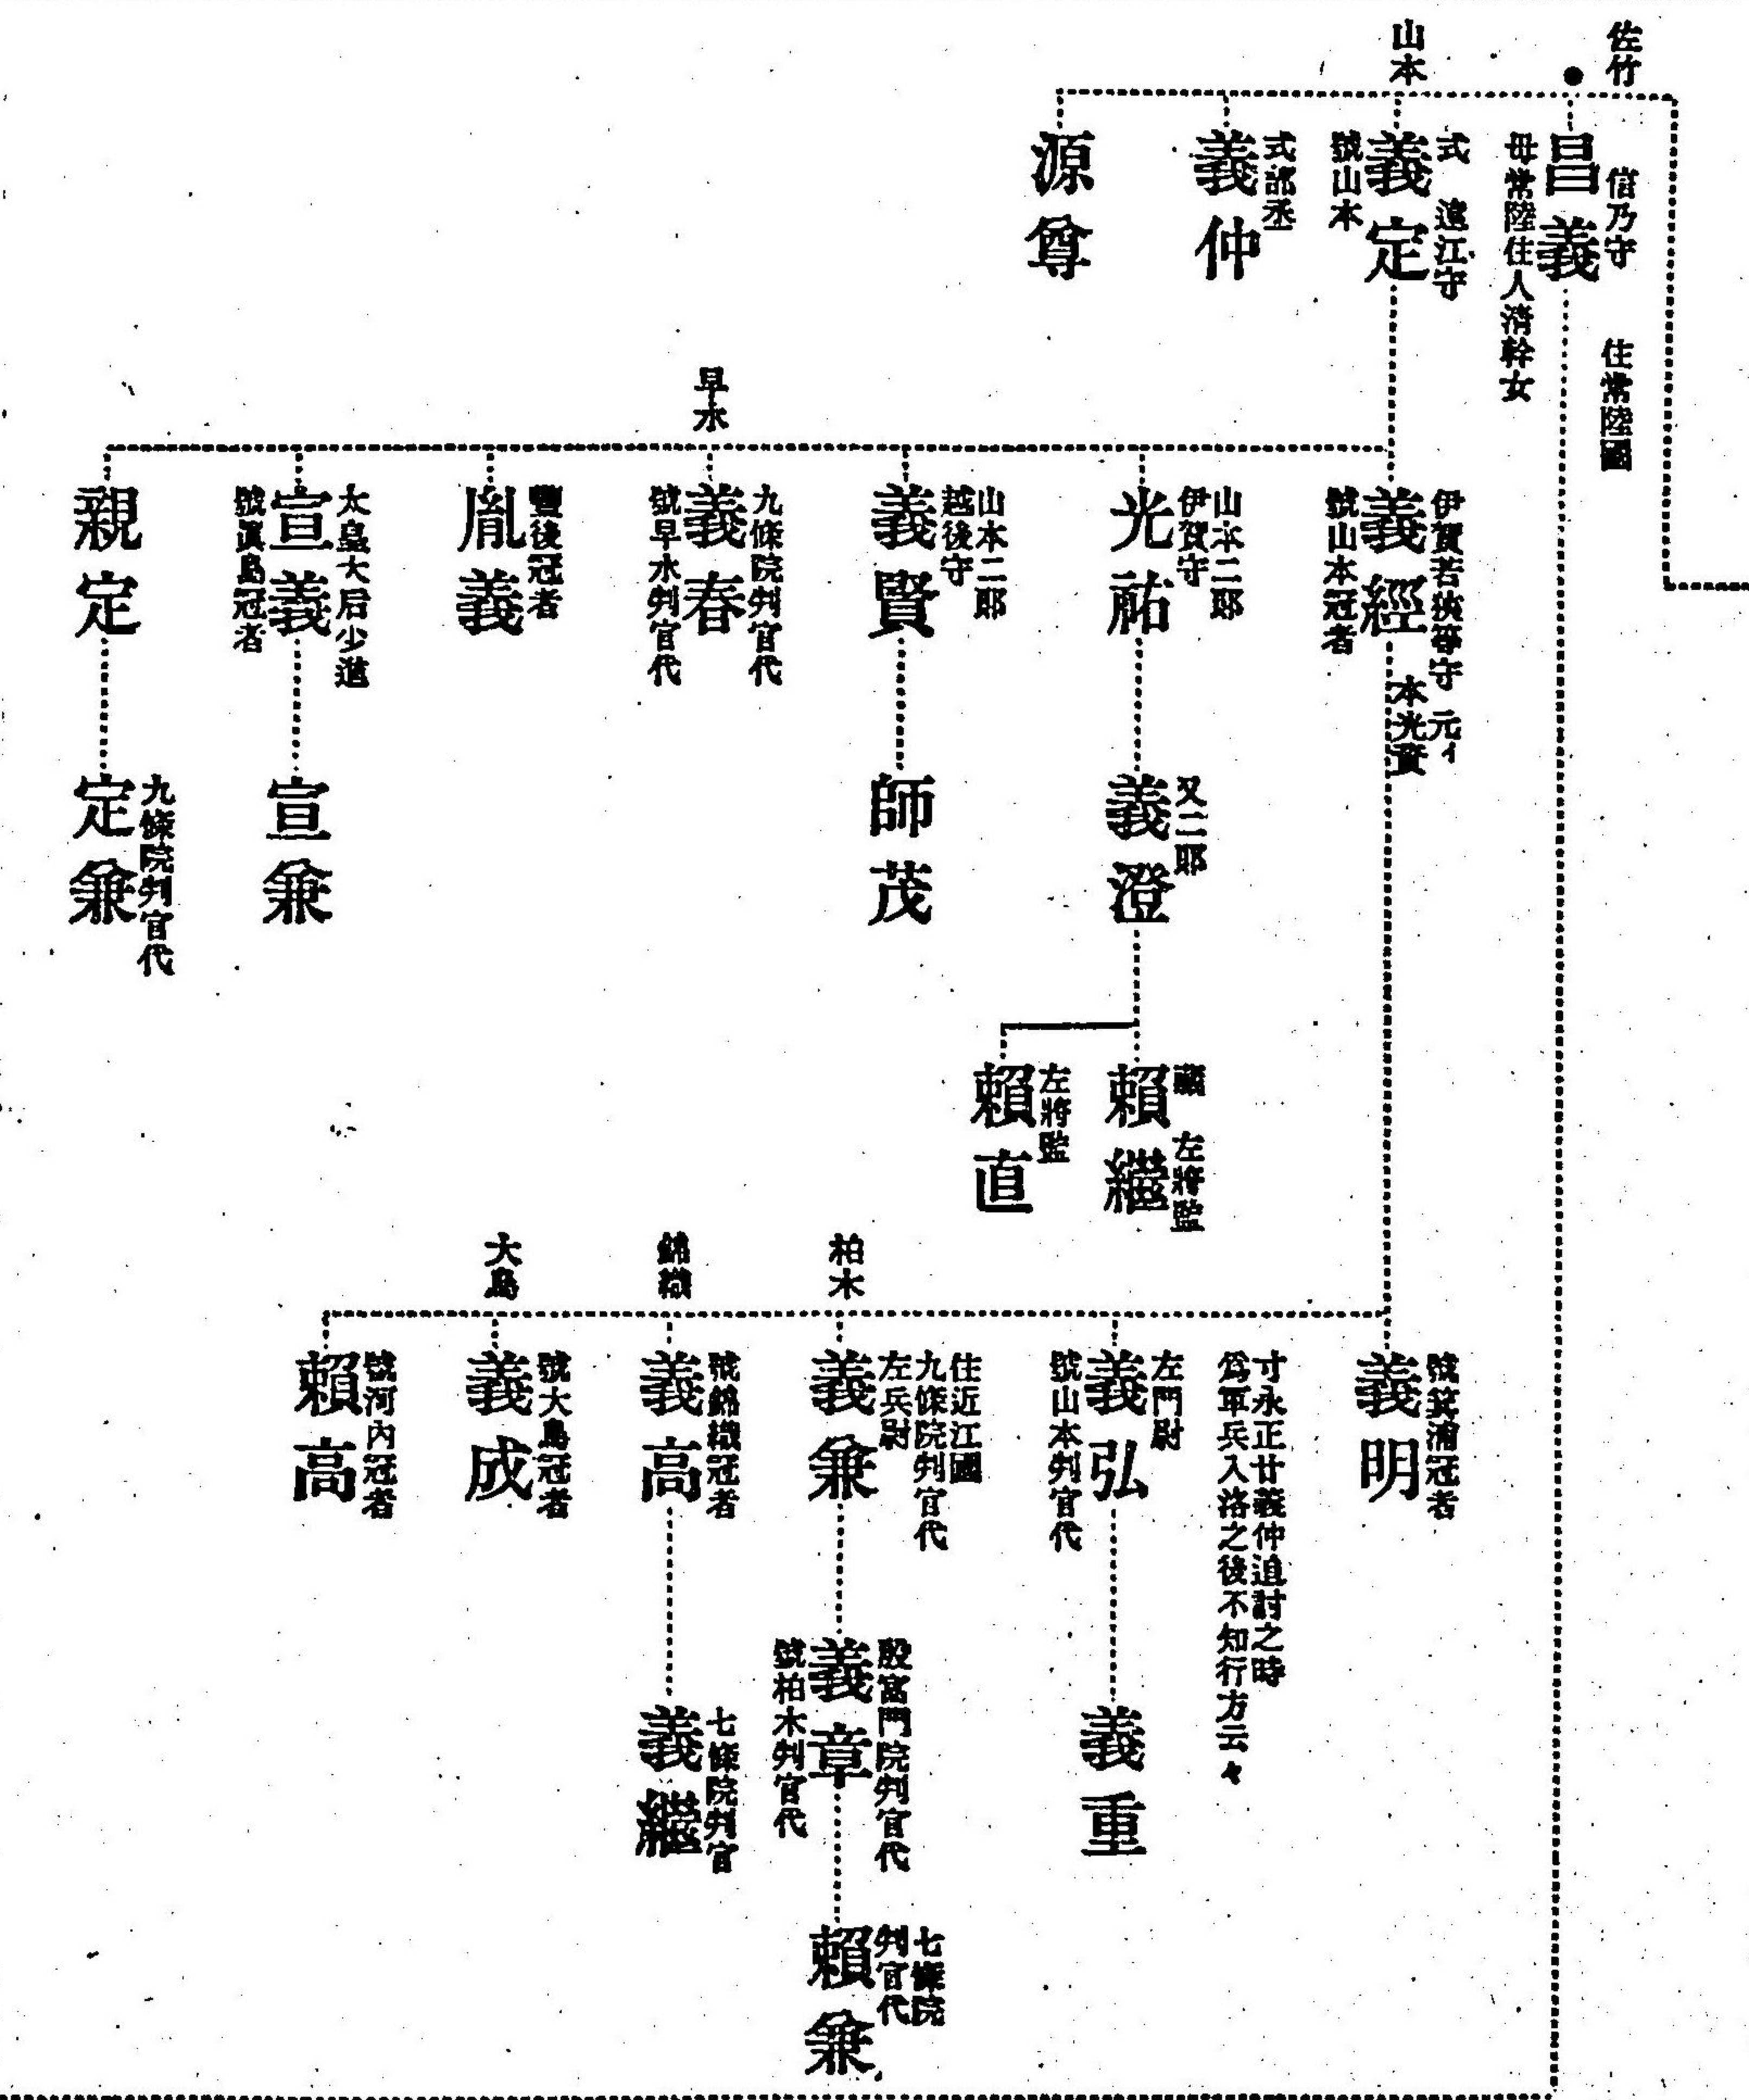 佐竹
●
信乃守 住常陸國
昌義
母常陸住人淸幹女
山本
式 遠江守
義定
號山本
式部丞
義仲
源尊
伊賀若狹等守 元イ
本光賢
義經
號山本冠者
山本二郎
伊賀守
光祐
山本二郎
越後守
義賢
早水
九條院判官代
義春
號早水判官代
豐後冠者
胤義
太皇大后少進
宣義
號眞島冠者
親定
又二郎
義澄
師茂
宣兼
九條院判官代
定兼
藏 左將監
賴繼
左將監
賴直
號箕浦冠者
義明
寸永正廿義仲追討之時
爲軍兵入洛之後不知行方云々
左門尉
義弘
號山本判官代
柏木
住近江國
九條院判官代
左兵尉
義兼
錦織
號錦織冠者
義高
大島
號大島冠者
義成
號河內冠者
賴高
義重
殷富門院判官代
義章
號柏木判官代
七條院判官
義繼
七條院
判官代
賴兼